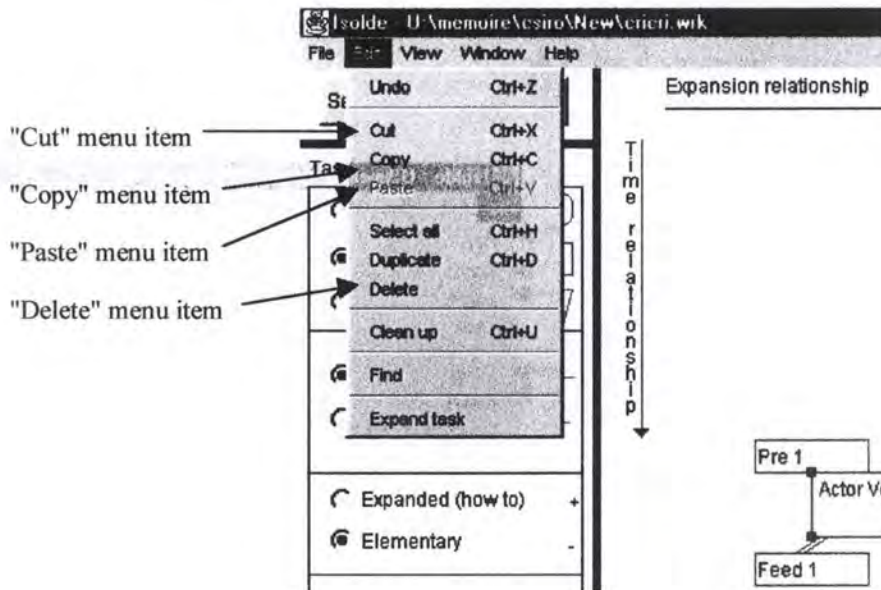 Isolde - U:\memoire\csiro\New\cricri.wrk
File Edit View Window Help
"Cut" menu item
"Copy" menu item
"Paste" menu item
"Delete" menu item
Undo Ctrl+Z
Cut Ctrl+X
Copy Ctrl+C
Paste Ctrl+V
Select all Ctrl+H
Duplicate Ctrl+D
Delete
Clean up Ctrl+U
Find
Expand task
Expanded (how to) +
Elementary -
Expansion relationship
Time relationship
Pre 1
Actor
Feed 1